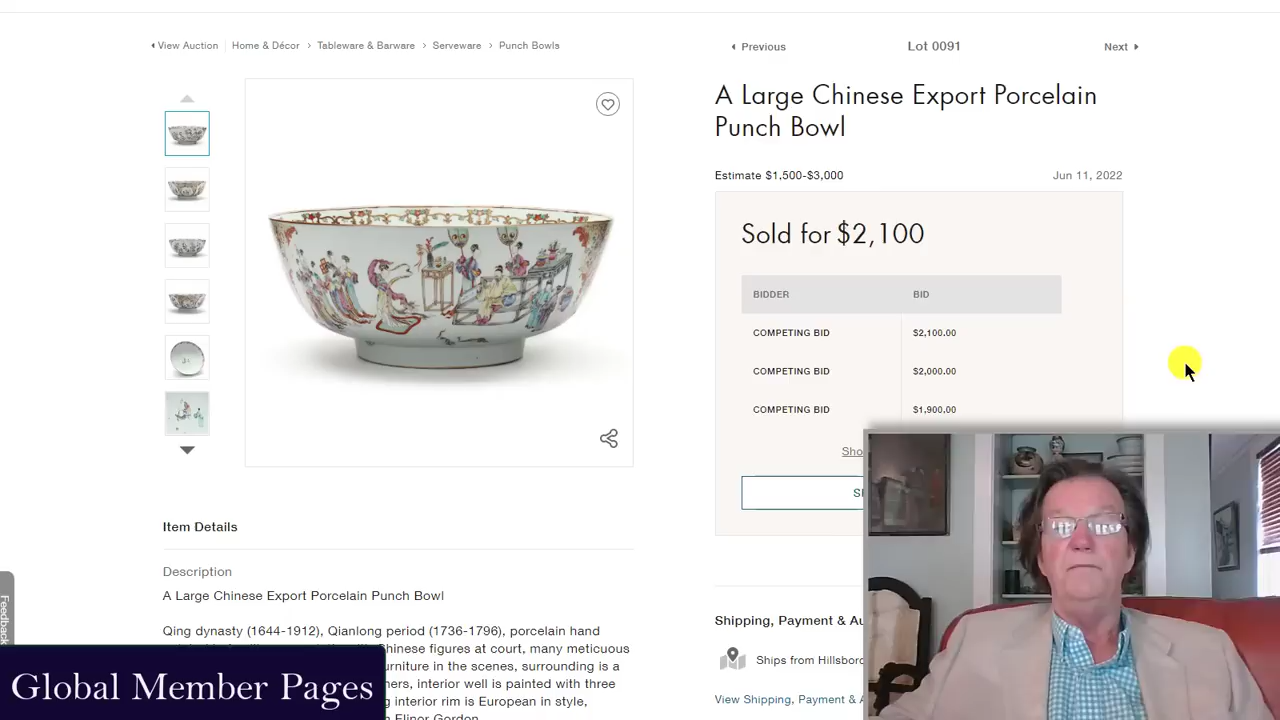 View Auction
Home & Décor
Tableware & Barware
Serveware
Punch Bowls
Previous
Lot 0091
Next
A Large Chinese Export Porcelain
Punch Bowl
Estimate $1,500-$3,000
Jun 11, 2022
Sold for $2,100
BIDDER BID
COMPETING BID $2,100.00
COMPETING BID $2,000.00
COMPETING BID $1,900.00
Item Details
Description
A Large Chinese Export Porcelain Punch Bowl
Qing dynasty (1644-1912), Qianlong period (1736-1796), porcelain hand
Chinese figures at court, many meticulous
in the scenes, surrounding is a
interior well is painted with three
interior rim is European in style,
Elinor Gordon
Shipping, Payment & Au
Ships from Hillsboro
View Shipping, Payment & A
Feedback
Global Member Pages